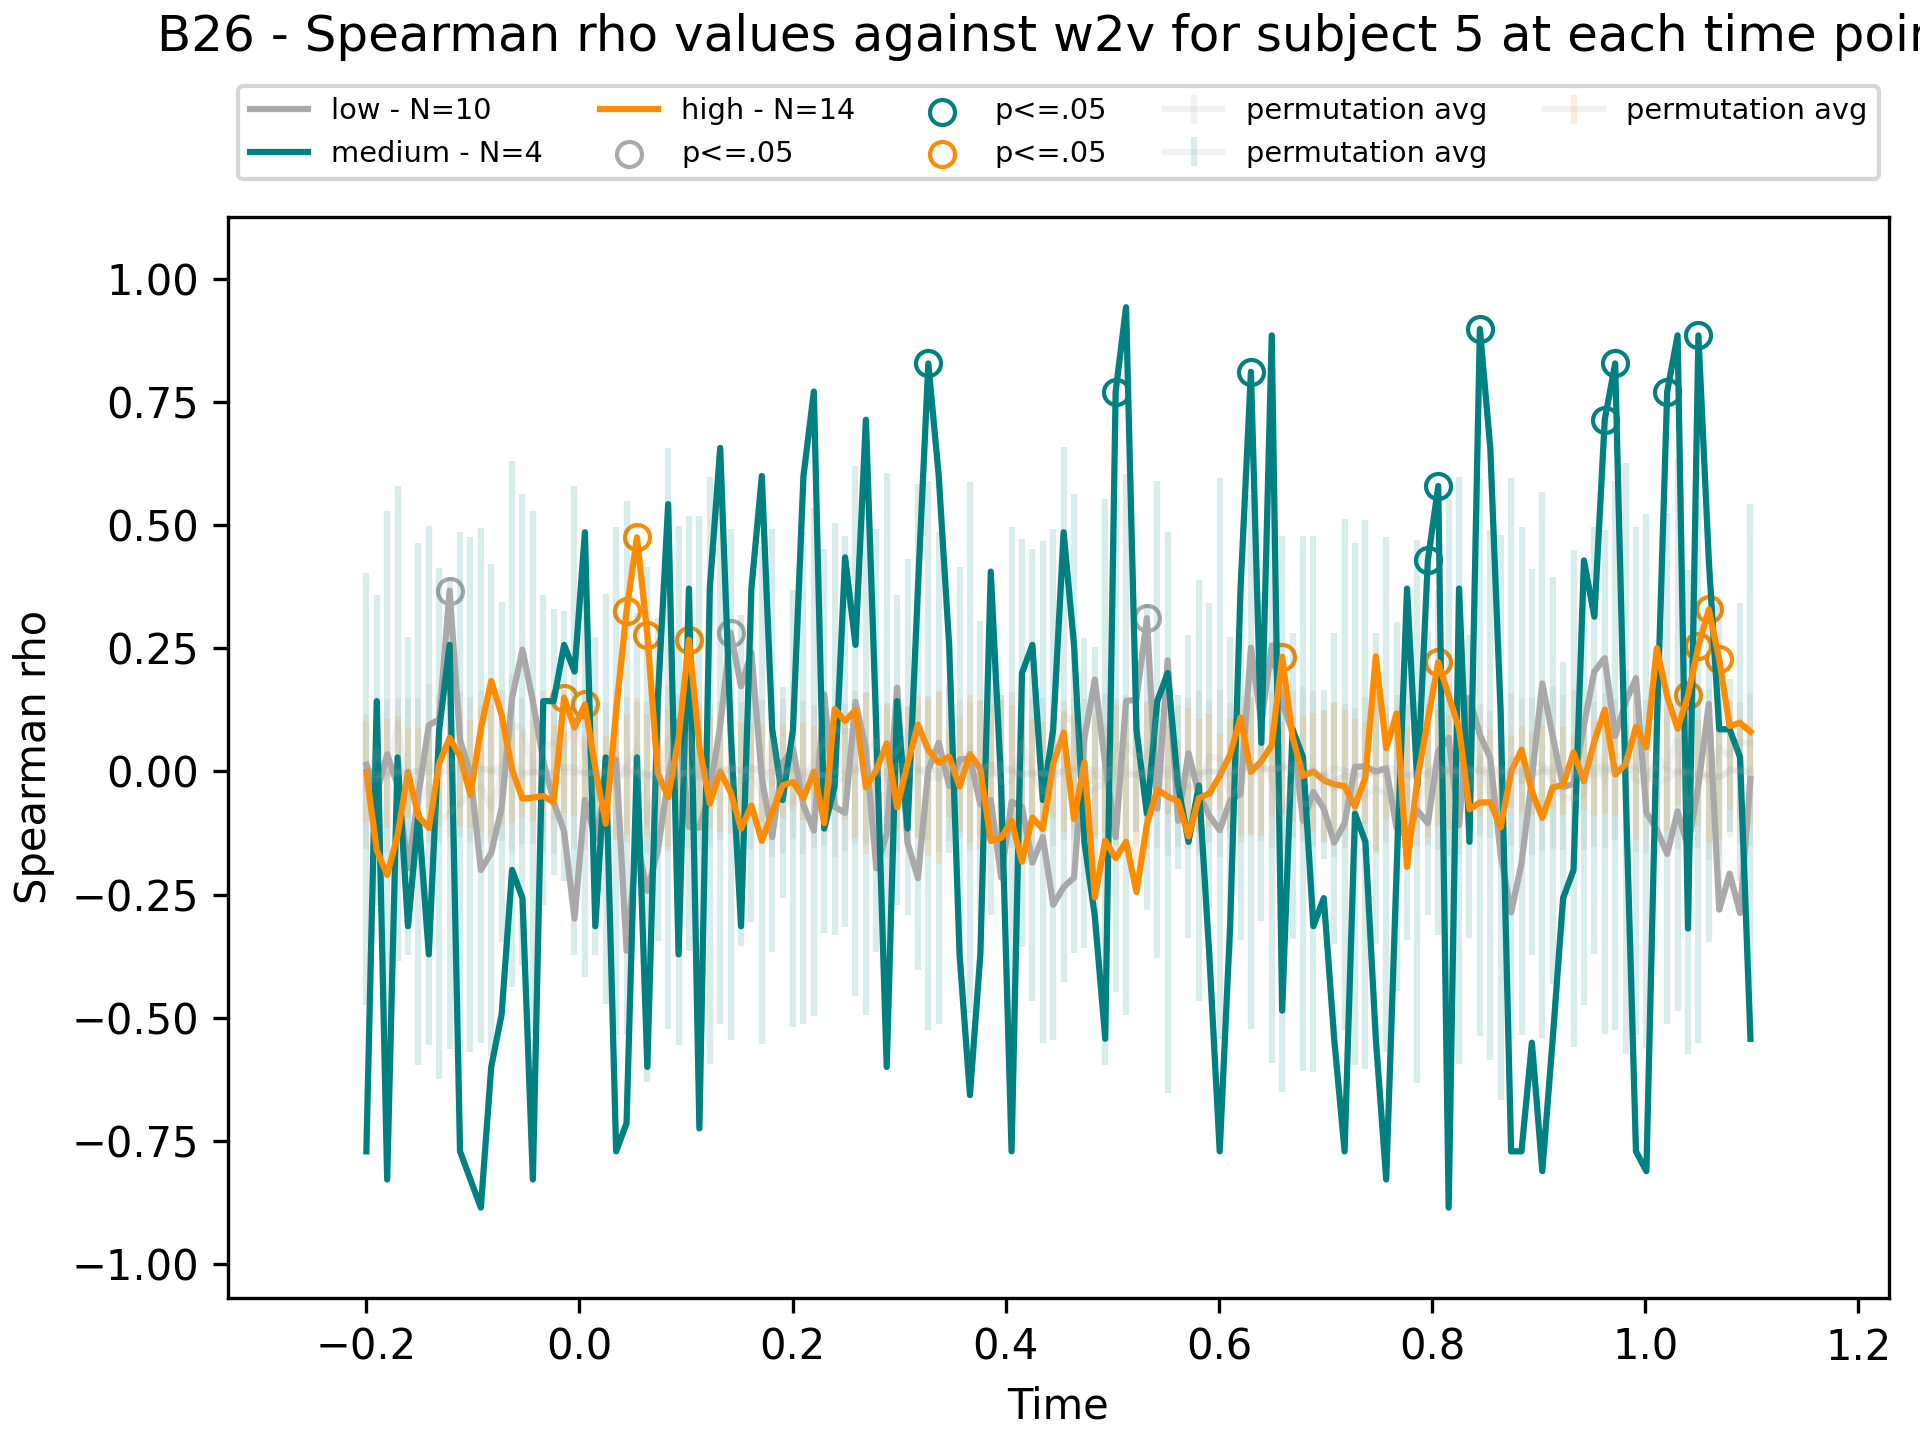 B26 - Spearman rho values against w2v for subject 5 at each time
low - N=10
medium - N=4
high - N=14
p<=.05
p<=.05
p<=.05
permutation avg
permutation avg
permutation avg
Spearman rho
1.00
0.75
0.50
0.25
0.00
−0.25
−0.50
−0.75
−1.00
−0.2
0.0
0.2
0.4
0.6
0.8
1.0
1.2
Time